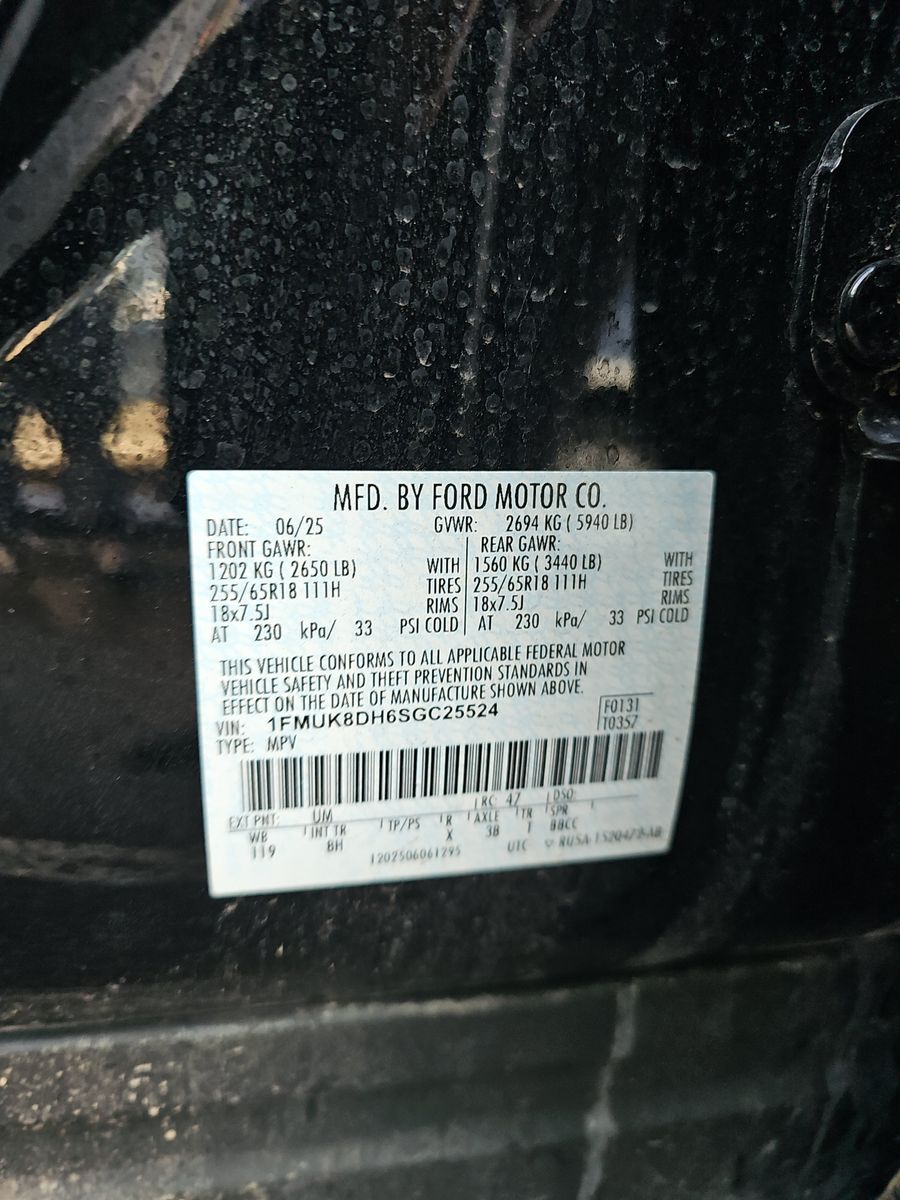 MFD. BY FORD MOTOR CO.
DATE: 06/25 GVWR: 2694 KG ( 5940 LB)
FRONT GAWR: REAR GAWR:
1202 KG ( 2650 LB) WITH 1560 KG ( 3440 LB) WITH
255/65R18 111H TIRES 255/65R18 111H TIRES
18x7.5J RIMS 18x7.5J RIMS
AT 230 kPa/ 33 PSI COLD AT 230 kPa/ 33 PSI COLD
THIS VEHICLE CONFORMS TO ALL APPLICABLE FEDERAL MOTOR
VEHICLE SAFETY AND THEFT PREVENTION STANDARDS IN
EFFECT ON THE DATE OF MANUFACTURE SHOWN ABOVE.
VIN: 1FMUK8DH6SGC25524 F0131
TYPE: MPV T0357
EXT PNT: UM RC: 47 DSO:
WB INT TR TP/PS R AXLE TR SPR
119 8H X 3B T BBCC
1202506061295 UTC